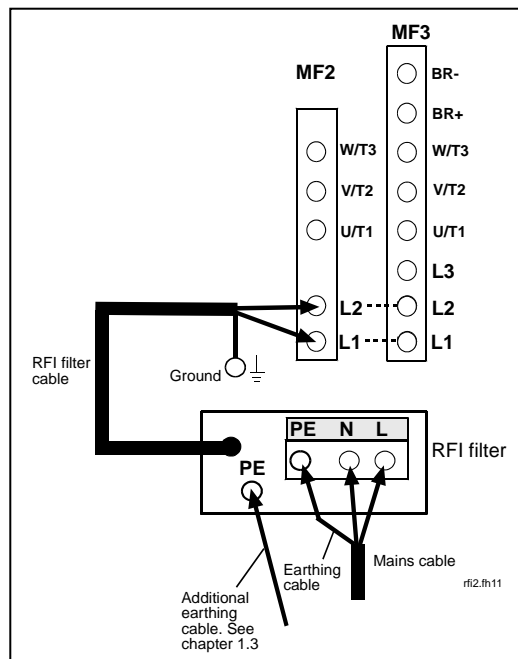 MF3
MF2
BR-
BR+
W/T3
W/T3
V/T2
V/T2
U/T1
U/T1
L3
L2
L2
L1
L1
RFI filter
cable
Ground
PE N L
RFI filter
PE
Earthing
cable
Mains cable
rfi2.fh11
Additional
earthing
cable. See
chapter 1.3